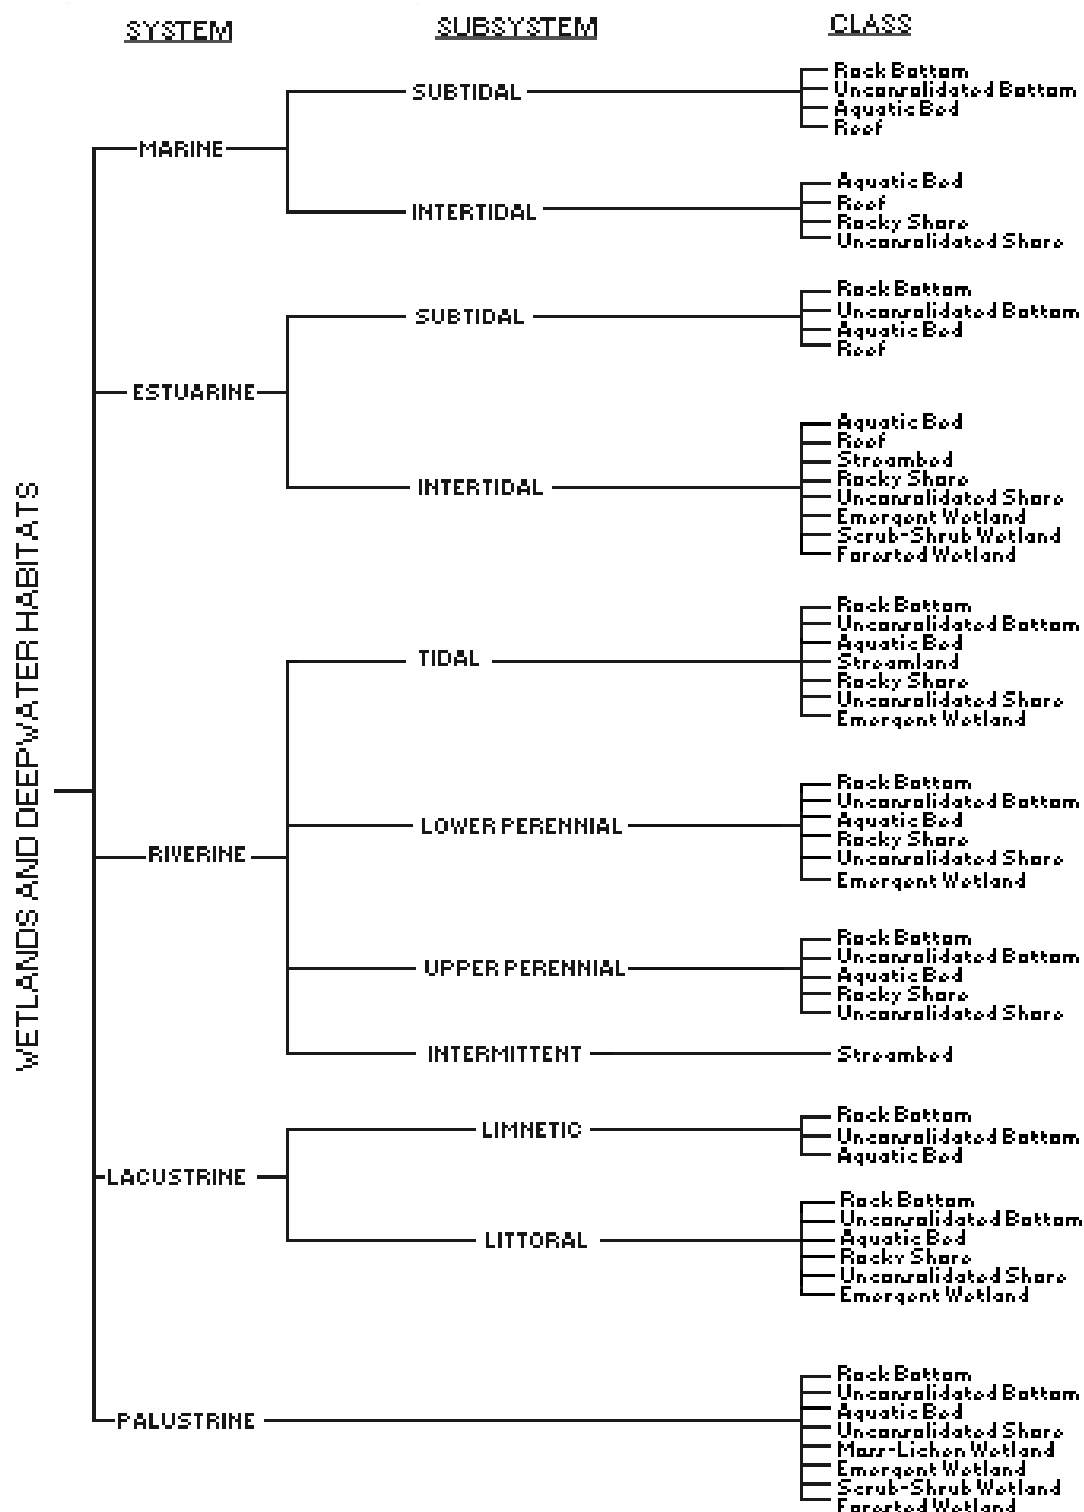 SYSTEM
SUBSYSTEM
CLASS
WETLANDS AND DEEPWATER HABITATS
MARINE
SUBTIDAL
Rock Bottom
Unconsolidated Bottom
Aquatic Bed
Reef
INTERTIDAL
Aquatic Bed
Reef
Rocky Shore
Unconsolidated Shore
ESTUARINE
SUBTIDAL
Rock Bottom
Unconsolidated Bottom
Aquatic Bed
Reef
INTERTIDAL
Aquatic Bed
Reef
Streambed
Rocky Shore
Unconsolidated Shore
Emergent Wetland
Scrub-Shrub Wetland
Forested Wetland
RIVERINE
TIDAL
Rock Bottom
Unconsolidated Bottom
Aquatic Bed
Streamland
Rocky Shore
Unconsolidated Shore
Emergent Wetland
LOWER PERENNIAL
Rock Bottom
Unconsolidated Bottom
Aquatic Bed
Rocky Shore
Unconsolidated Shore
Emergent Wetland
UPPER PERENNIAL
Rock Bottom
Unconsolidated Bottom
Aquatic Bed
Rocky Shore
Unconsolidated Shore
INTERMITTENT
Streambed
LACUSTRINE
LIMNETIC
Rock Bottom
Unconsolidated Bottom
Aquatic Bed
LITTORAL
Rock Bottom
Unconsolidated Bottom
Aquatic Bed
Rocky Shore
Unconsolidated Shore
Emergent Wetland
PALUSTRINE
Rock Bottom
Unconsolidated Bottom
Aquatic Bed
Unconsolidated Shore
Moss-Lichen Wetland
Emergent Wetland
Scrub-Shrub Wetland
Forested Wetland